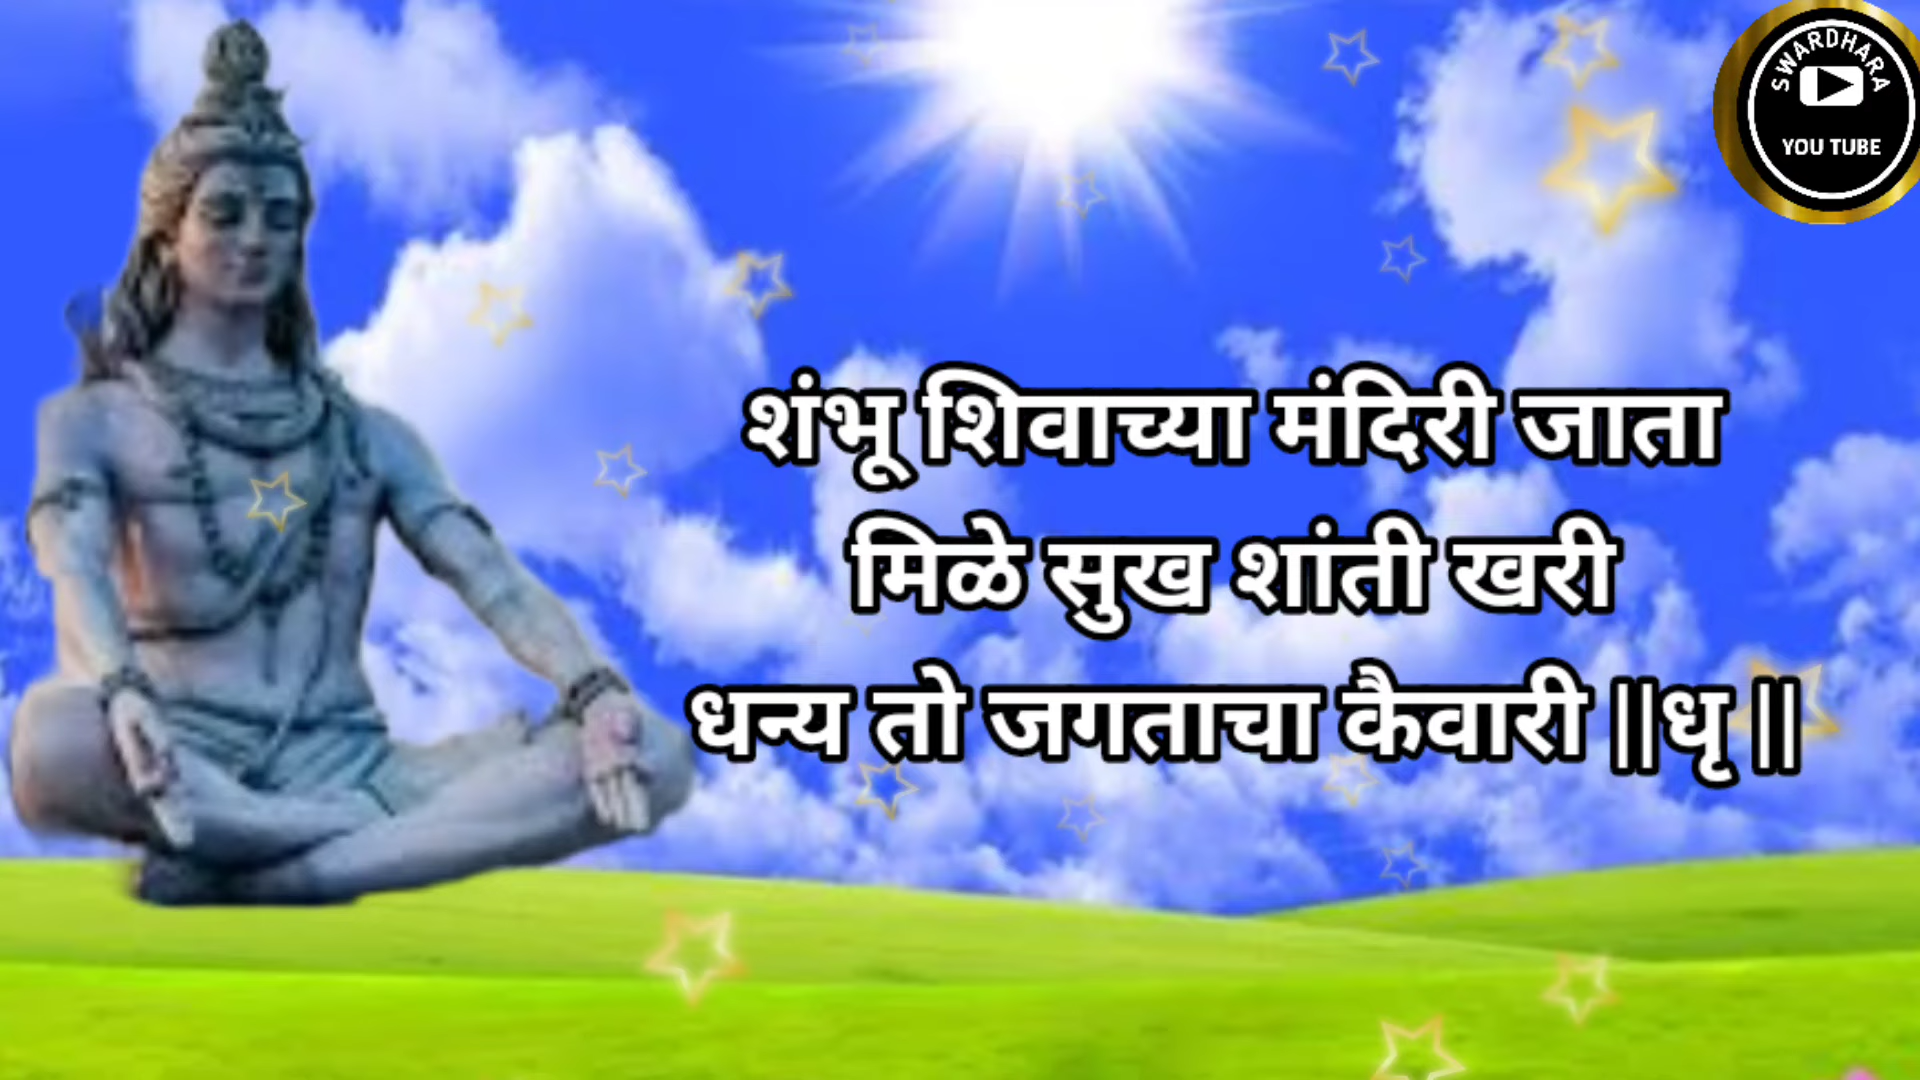 SWARDHARA
YOU TUBE
शंभू शिवाच्या मंदिरी जाता
मिळे सुख शांती खरी
धन्य तो जगताचा कैवारी ||धृ ||